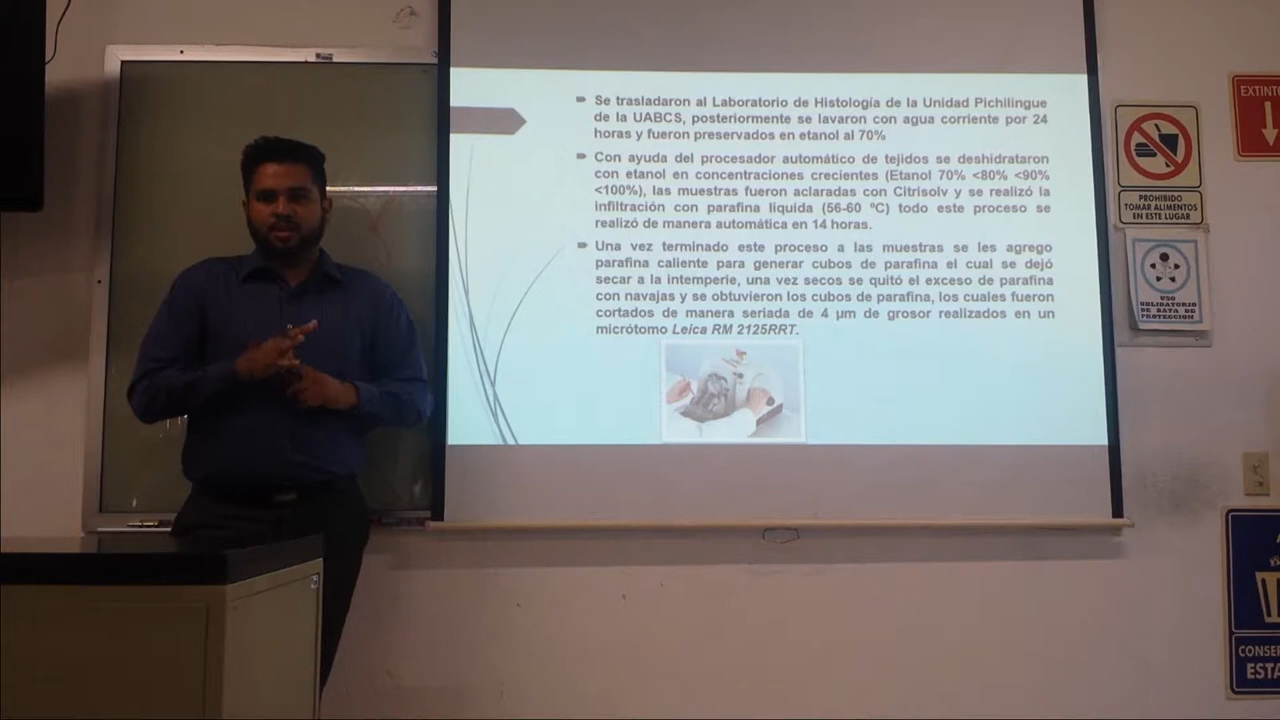 Se trasladaron al Laboratorio de Histología de la Unidad Pichilingue
de la UABCS, posteriormente se lavaron con agua corriente por 24
horas y fueron preservados en etanol al 70%
Con ayuda del procesador automático de tejidos se deshidrataron
con etanol en concentraciones crecientes (Etanol 70% <80% <90%
<100%), las muestras fueron aclaradas con Citrisolv y se realizó la
infiltración con parafina liquida (56-60 ºC) todo este proceso se
realizó de manera automática en 14 horas.
Una vez terminado este proceso a las muestras se les agrego
parafina caliente para generar cubos de parafina el cual se dejó
secar a la intemperie, una vez secos se quitó el exceso de parafina
con navajas y se obtuvieron los cubos de parafina, los cuales fueron
cortados de manera seriada de 4 µm de grosor realizados en un
micrótomo Leica RM 2125RRT.
EXTINTO
PROHIBIDO
TOMAR ALIMENTOS
EN ESTE LUGAR
USO
OBLIGATORIO
DE BATA DE
PROTECCION
CONSE
ESTA